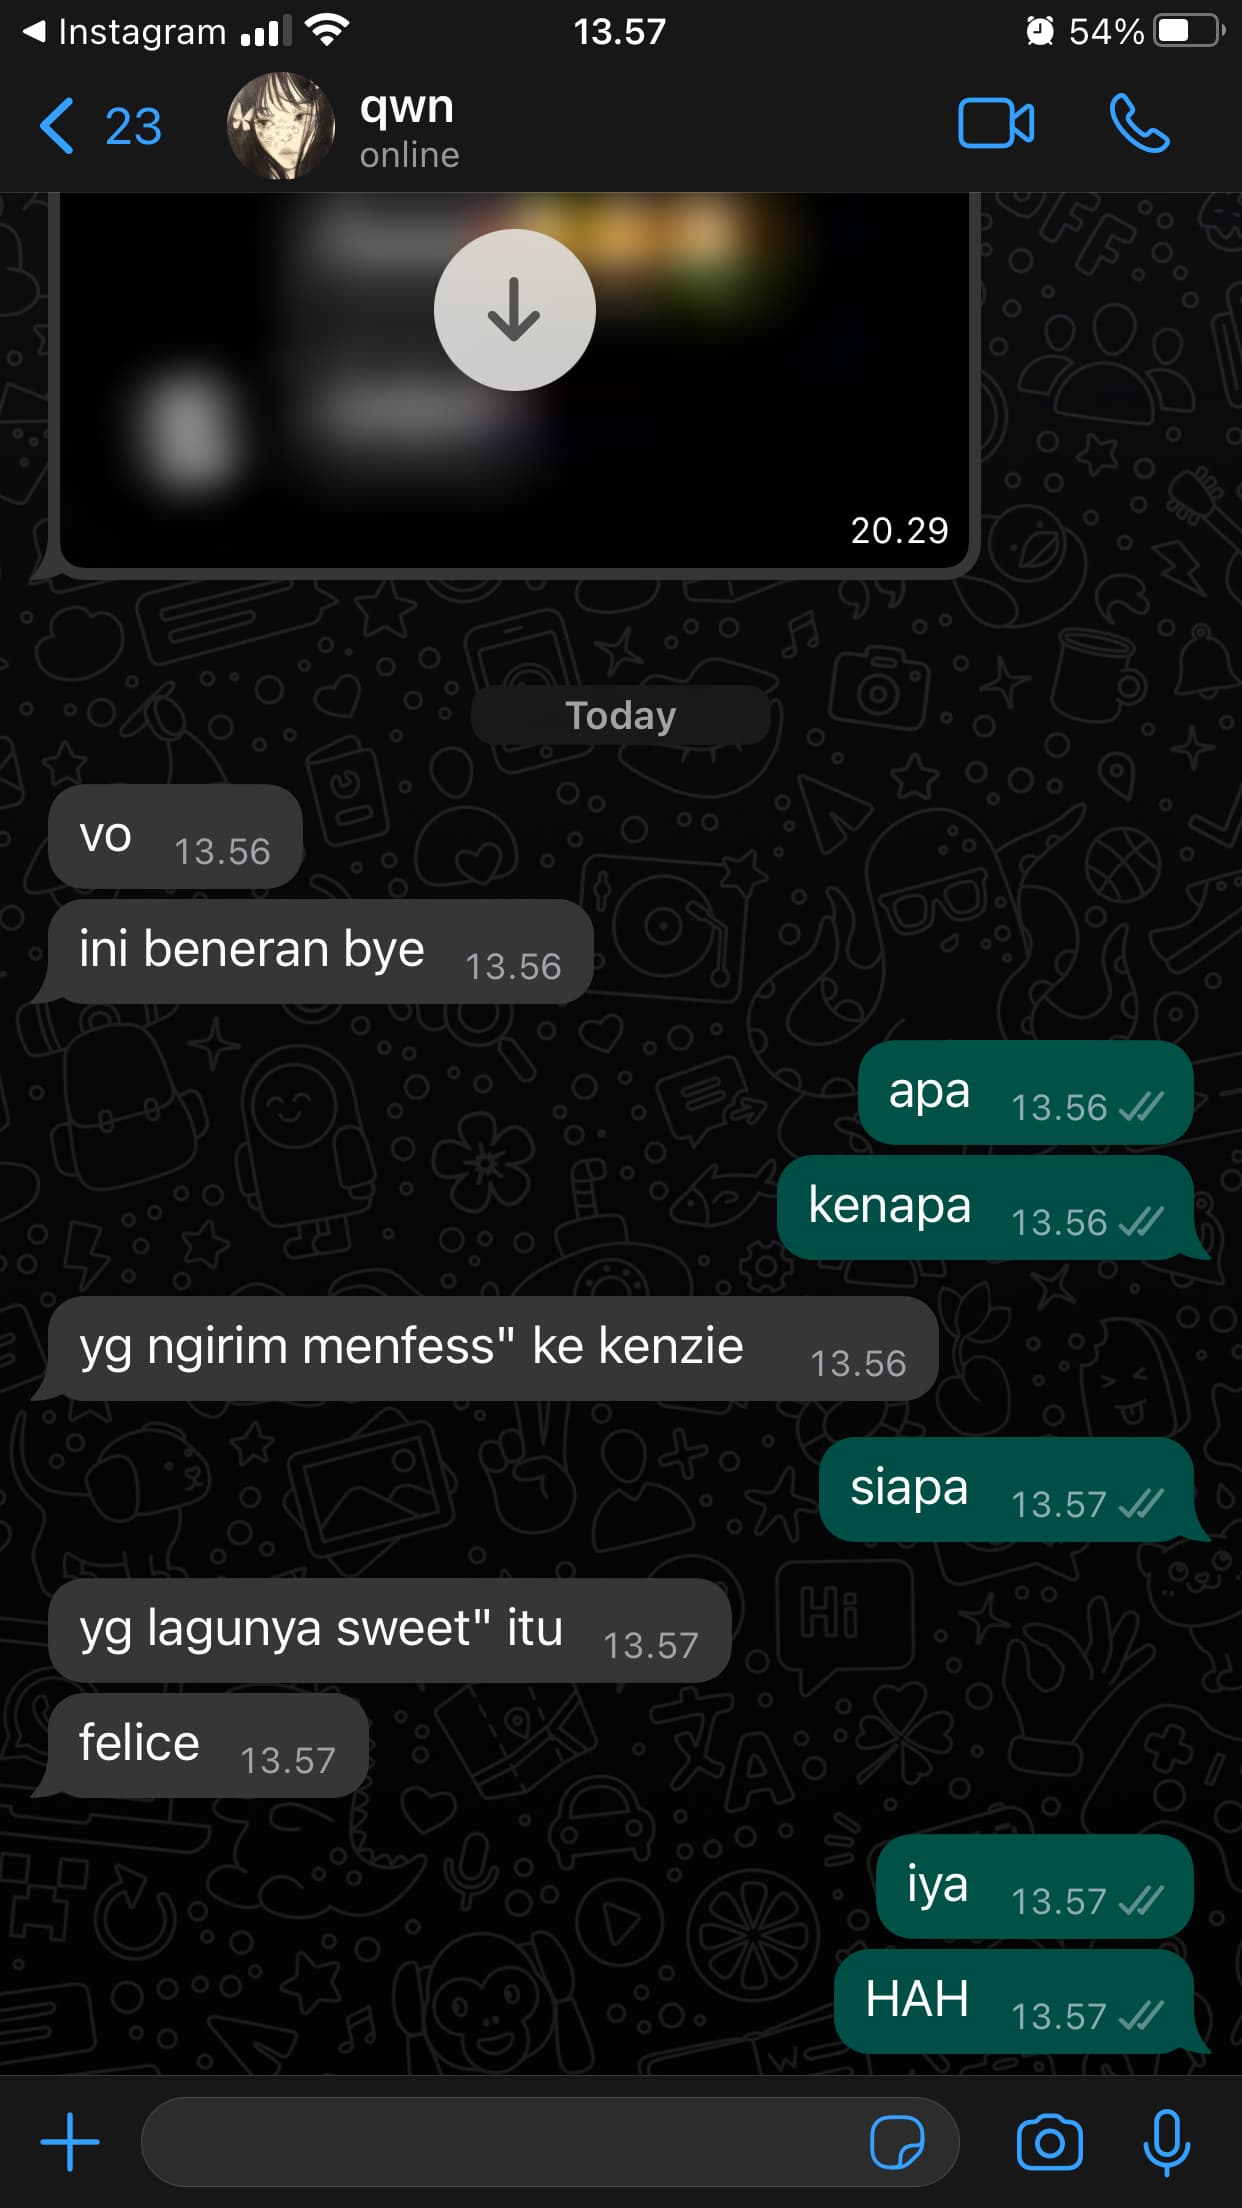 Instagram 13.57 54%
23 qwn
online
20.29
Today
vo 13.56
ini beneran bye 13.56
apa 13.56
kenapa 13.56
yg ngirim menfess" ke kenzie 13.56
siapa 13.57
yg lagunya sweet" itu 13.57
felice 13.57
iya 13.57
HAH 13.57